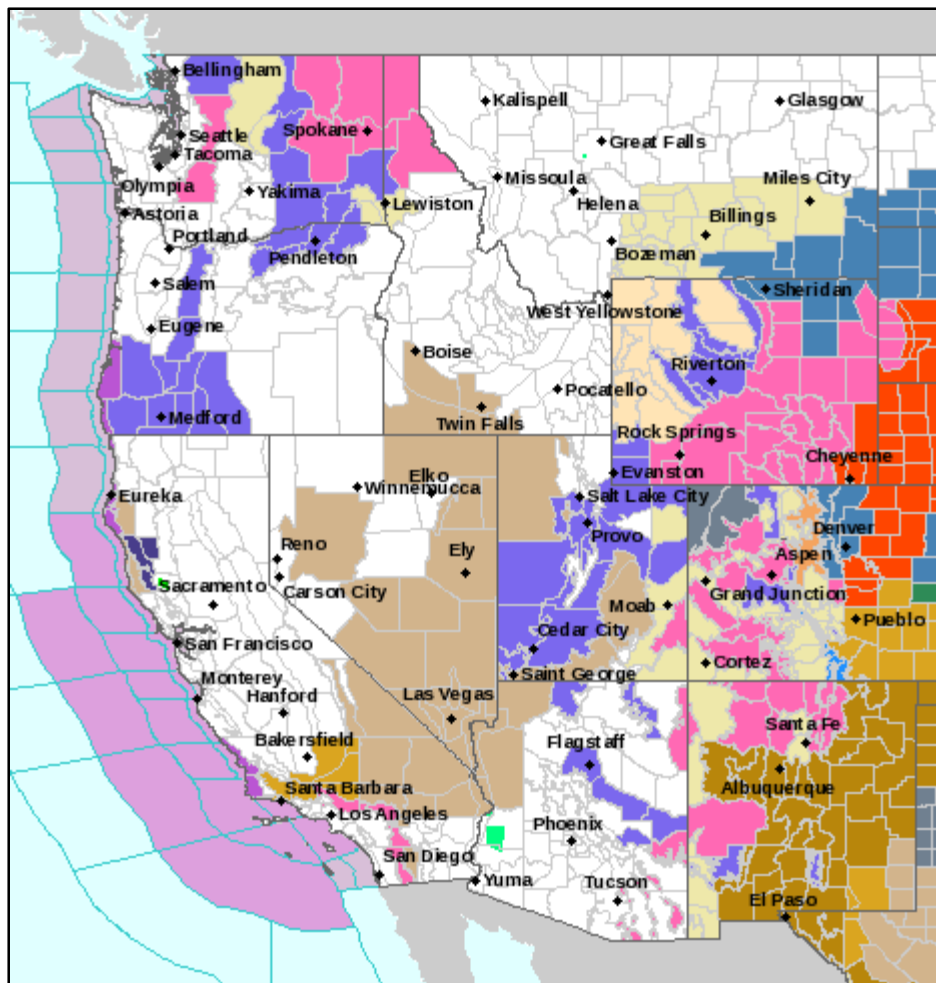 Bellingham
Kalispell
Glasgow
Seattle
Spokane
Great Falls
Tacoma
Olympia
Yakima
Missoula
Helena
Miles City
Astoria
Lewiston
Billings
Portland
Pendleton
Bozeman
Salem
Sheridan
West Yellowstone
Eugene
Boise
Riverton
Pocatello
Medford
Twin Falls
Rock Springs
Cheyenne
Elko
Evanston
Eureka
Winnemucca
Salt Lake City
Provo
Denver
Reno
Ely
Aspen
Sacramento
Carson City
Moab
Grand Junction
San Francisco
Cedar City
Pueblo
Saint George
Cortez
Monterey
Hanford
Las Vegas
Santa Fe
Bakersfield
Flagstaff
Santa Barbara
Albuquerque
Los Angeles
Phoenix
San Diego
Yuma
Tucson
El Paso